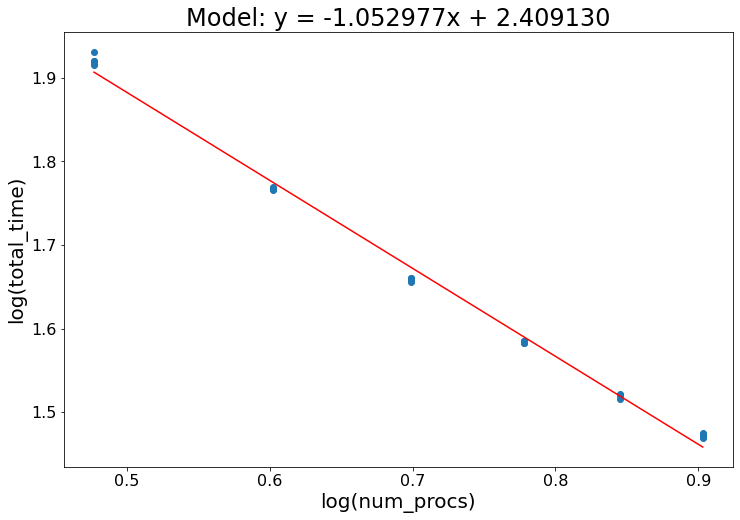 Model: y = -1.052977x + 2.409130
log(total_time)
1.9
1.8
1.7
1.6
1.5
0.5 0.6 0.7 0.8 0.9
log(num_procs)